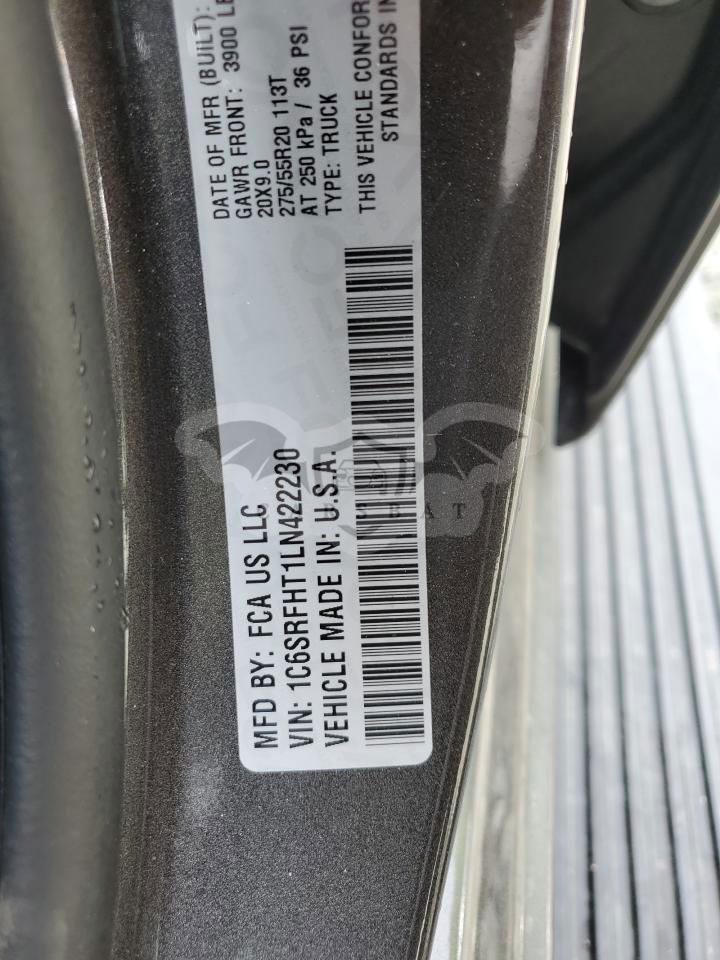 MFD BY: FCA US LLC
DATE OF MFR (BUILT):
GAWR FRONT: 3900
20X9.0
275/55R20 113T
AT 250 kPa / 36 PSI
TYPE: TRUCK
VIN: 1C6SRFHT1LN422230
VEHICLE MADE IN: U.S.A.
THIS VEHICLE
STANDARDS IN